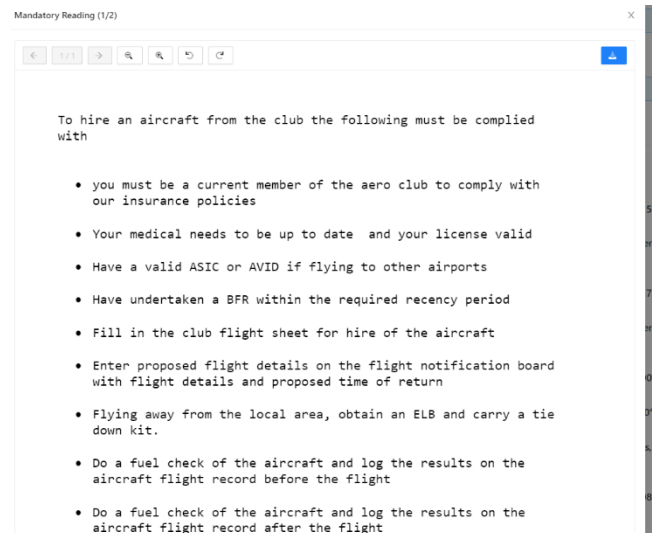 Mandatory Reading (1/2)
1 / 1
To hire an aircraft from the club the following must be complied
with
• you must be a current member of the aero club to comply with
our insurance policies
• Your medical needs to be up to date  and your license valid
• Have a valid ASIC or AVID if flying to other airports
• Have undertaken a BFR within the required recency period
• Fill in the club flight sheet for hire of the aircraft
• Enter proposed flight details on the flight notification board
with flight details and proposed time of return
• Flying away from the local area, obtain an ELB and carry a tie
down kit.
• Do a fuel check of the aircraft and log the results on the
aircraft flight record before the flight
• Do a fuel check of the aircraft and log the results on the
aircraft flight record after the flight